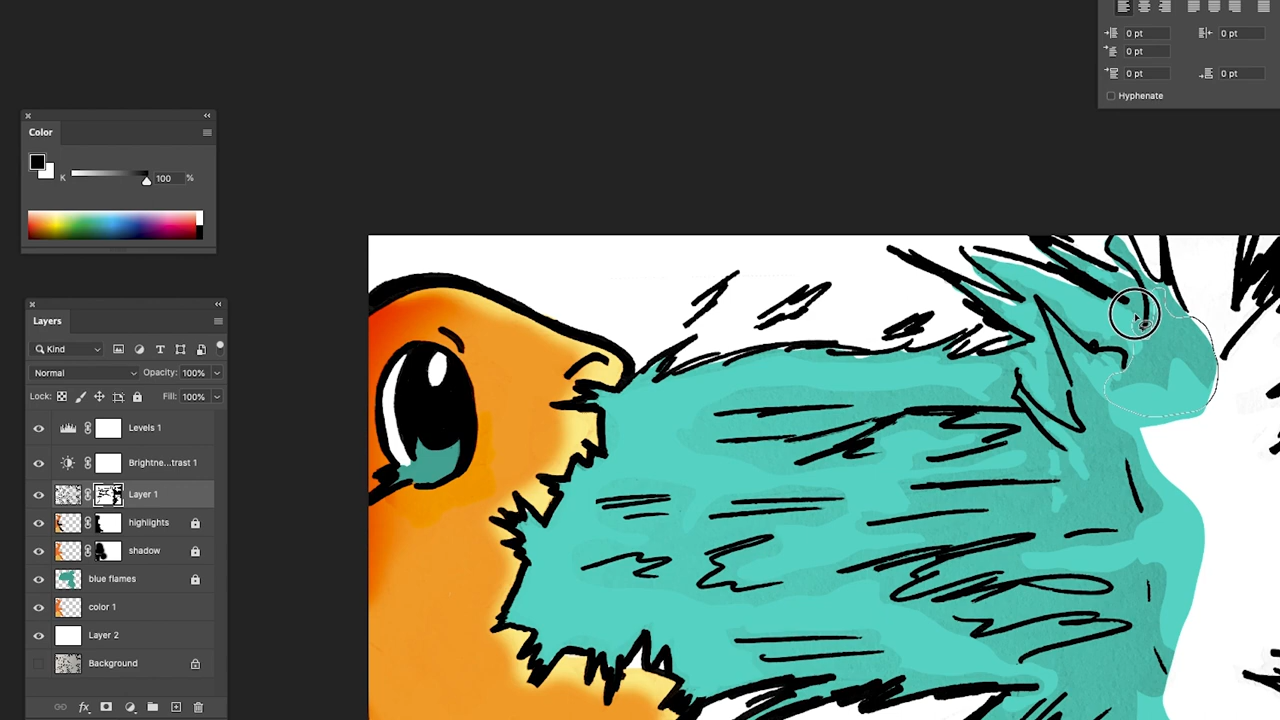 0 pt 0 pt
0 pt
0 pt 0 pt
Hyphenate
Color
K 100 %
Layers
Kind
Normal Opacity: 100%
Lock: Fill: 100%
Levels 1
Brightne...trast 1
Layer 1
highlights
shadow
blue flames
color 1
Layer 2
Background
fx